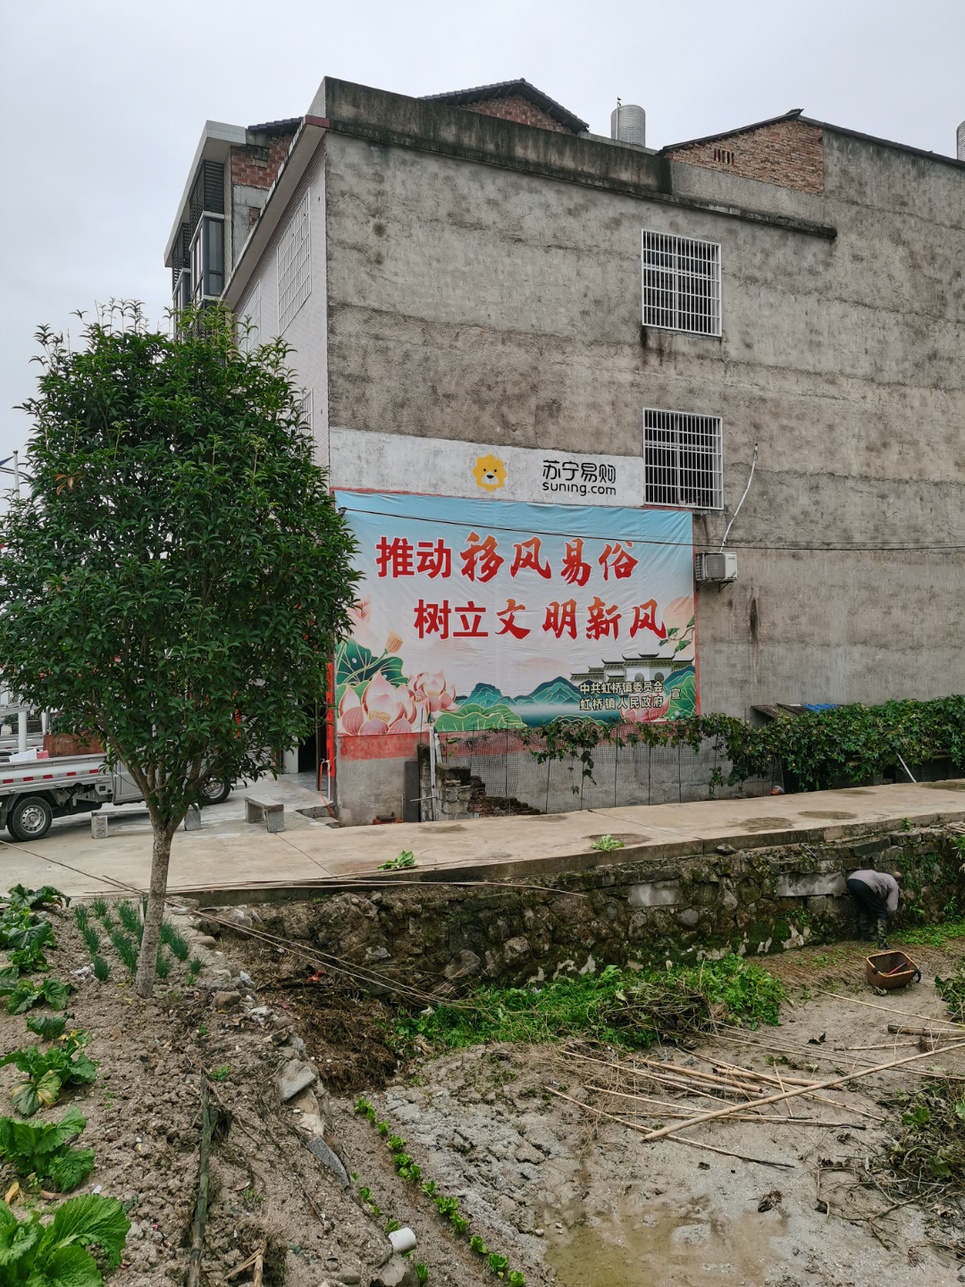 苏宁易购
suning.com
推动移风易俗
树立文明新风
中共虹桥镇委员会
虹桥镇人民政府 宣